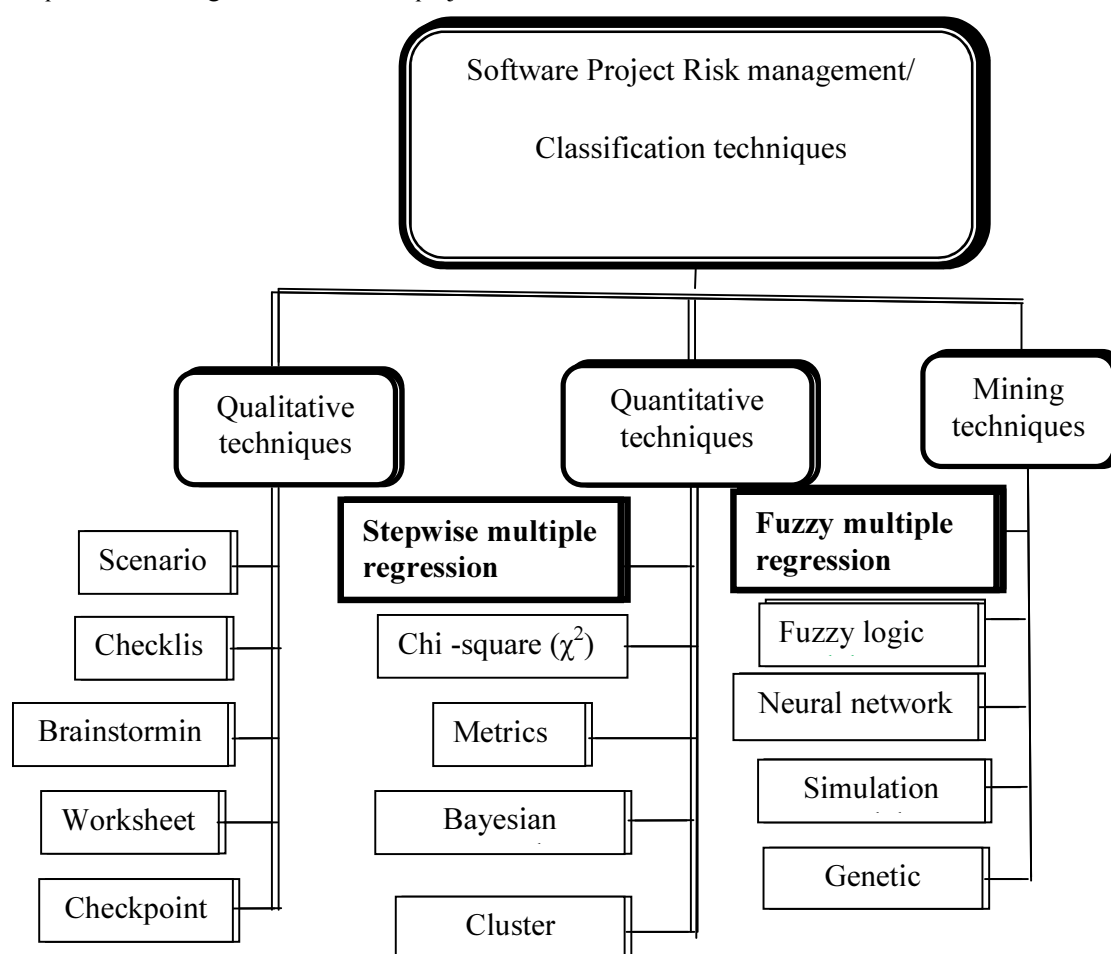 Software Project Risk management/
Classification techniques
Qualitative
techniques
Quantitative
techniques
Mining
techniques
Scenario
Checklis
Brainstormin
Worksheet
Checkpoint
Stepwise multiple
regression
Chi -square (χ²)
Metrics
Bayesian
Cluster
Fuzzy multiple
regression
Fuzzy logic
Neural network
Simulation
Genetic